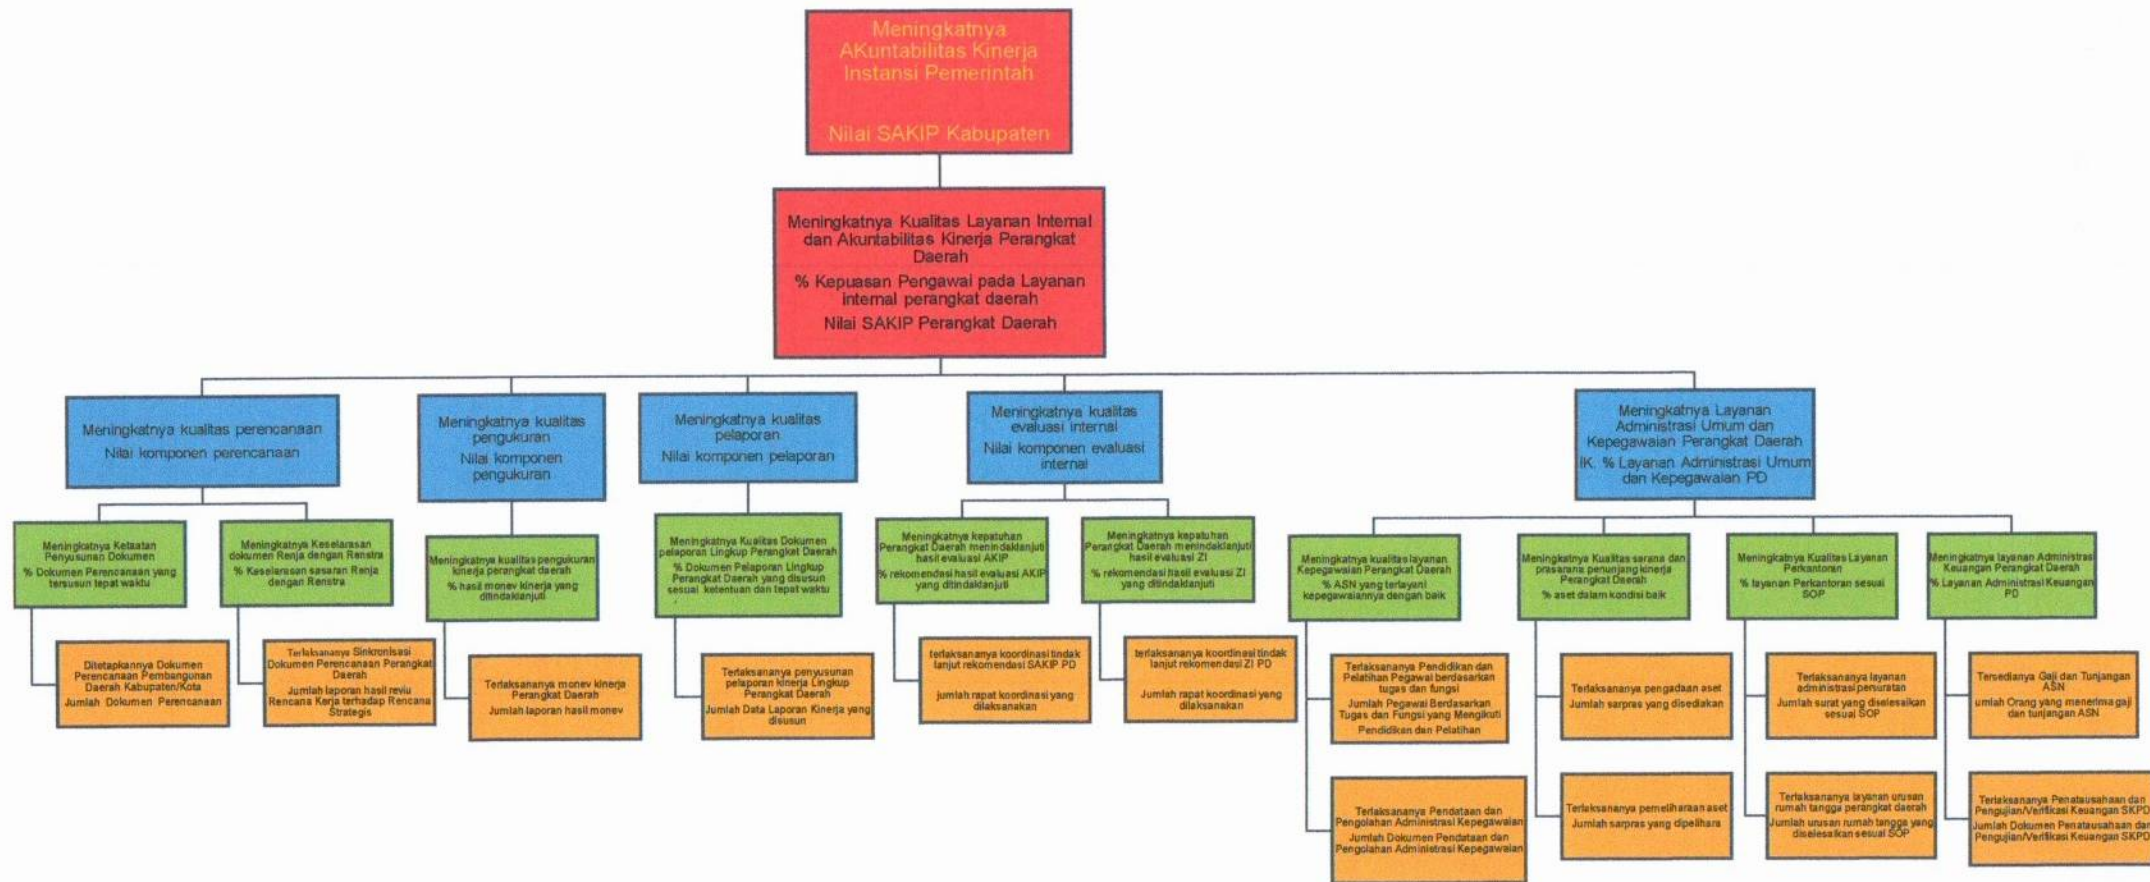 Meningkatnya
AKuntabilitas Kinerja
Instansi Pemerintah
Nilai SAKIP Kabupaten
Meningkatnya Kualitas Layanan Internal
dan Akuntabilitas Kinerja Perangkat
Daerah
% Kepuasan Pengawai pada Layanan
internal perangkat daerah
Nilai SAKIP Perangkat Daerah
Meningkatnya kualitas perencanaan
Nilai komponen perencanaan
Meningkatnya kualitas
pengukuran
Nilai komponen
pengukuran
Meningkatnya kualitas
pelaporan
Nilai komponen pelaporan
Meningkatnya kualitas
evaluasi internal
Nilai komponen evaluasi
internal
Meningkatnya Layanan
Administrasi Umum dan
Kepegawaian Perangkat Daerah
IK. % Layanan Administrasi Umum
dan Kepegawaian PD
Meningkatnya Ketaatan
Penyusunan Dokumen
% Dokumen Perencanaan yang
tersusun tepat waktu
Meningkatnya Keselarasan
dokumen Renja dengan Renstra
% Keselarasan sasaran Renja
dengan Renstra
Meningkatnya kualitas pengukuran
kinerja perangkat daerah
% hasil monev kinerja yang
ditindaklanjuti
Meningkatnya Kualitas Dokumen
pelaporan Lingkup Perangkat Daerah
% Dokumen Pelaporan Lingkup
Perangkat Daerah yang disusun
sesuai ketentuan dan tepat waktu
Meningkatnya kepatuhan
Perangkat Daerah menindaklanjuti
hasil evaluasi AKIP
% rekomendasi hasil evaluasi AKIP
yang ditindaklanjuti
Meningkatnya kepatuhan
Perangkat Daerah menindaklanjuti
hasil evaluasi ZI
% rekomendasi hasil evaluasi ZI
yang ditindaklanjuti
Meningkatnya kualitas layanan
Kepegawaian Perangkat Daerah
% ASN yang terlayani
kepegawaiannya dengan baik
Meningkatnya Kualitas sarana dan
prasarana penunjang kinerja
Perangkat Daerah
% aset dalam kondisi baik
Meningkatnya Kualitas Layanan
Perkantoran
% layanan Perkantoran sesuai
SOP
Meningkatnya layanan Administrasi
Keuangan Perangkat Daerah
% Layanan Administrasi Keuangan
PD
Ditetapkannya Dokumen
Perencanaan Pembangunan
Daerah Kabupaten/Kota
Jumlah Dokumen Perencanaan
Terlaksananya Sinkronisasi
Dokumen Perencanaan Perangkat
Daerah
Jumlah laporan hasil reviu
Rencana Kerja terhadap Rencana
Strategis
Terlaksananya monev kinerja
Perangkat Daerah
Jumlah laporan hasil monev
Terlaksananya penyusunan
pelaporan kinerja Lingkup
Perangkat Daerah
Jumlah Data Laporan Kinerja yang
disusun
terlaksananya koordinasi tindak
lanjut rekomendasi SAKIP PD
jumlah rapat koordinasi yang
dilaksanakan
terlaksananya koordinasi tindak
lanjut rekomendasi ZI PD
Jumlah rapat koordinasi yang
dilaksanakan
Terlaksananya Pendidikan dan
Pelatihan Pegawai berdasarkan
tugas dan fungsi
Jumlah Pegawai Berdasarkan
Tugas dan Fungsi yang Mengikuti
Pendidikan dan Pelatihan
Terlaksananya pengadaan aset
Jumlah sarpras yang disediakan
Terlaksananya layanan
administrasi persuratan
Jumlah surat yang diselesaikan
sesuai SOP
Tersedianya Gaji dan Tunjangan
ASN
umlah Orang yang menerima gaji
dan tunjangan ASN
Terlaksananya Pendataan dan
Pengolahan Administrasi Kepegawaian
Jumlah Dokumen Pendataan dan
Pengolahan Administrasi Kepegawaian
Terlaksananya pemeliharaan aset
Jumlah sarpras yang dipelihara
Terlaksananya layanan urusan
rumah tangga perangkat daerah
Jumlah urusan rumah tangga yang
diselesaikan sesuai SOP
Terlaksananya Penatausahaan dan
Pengujian/Verifikasi Keuangan SKPD
Jumlah Dokumen Penatausahaan dan
Pengujian/Verifikasi Keuangan SKPD